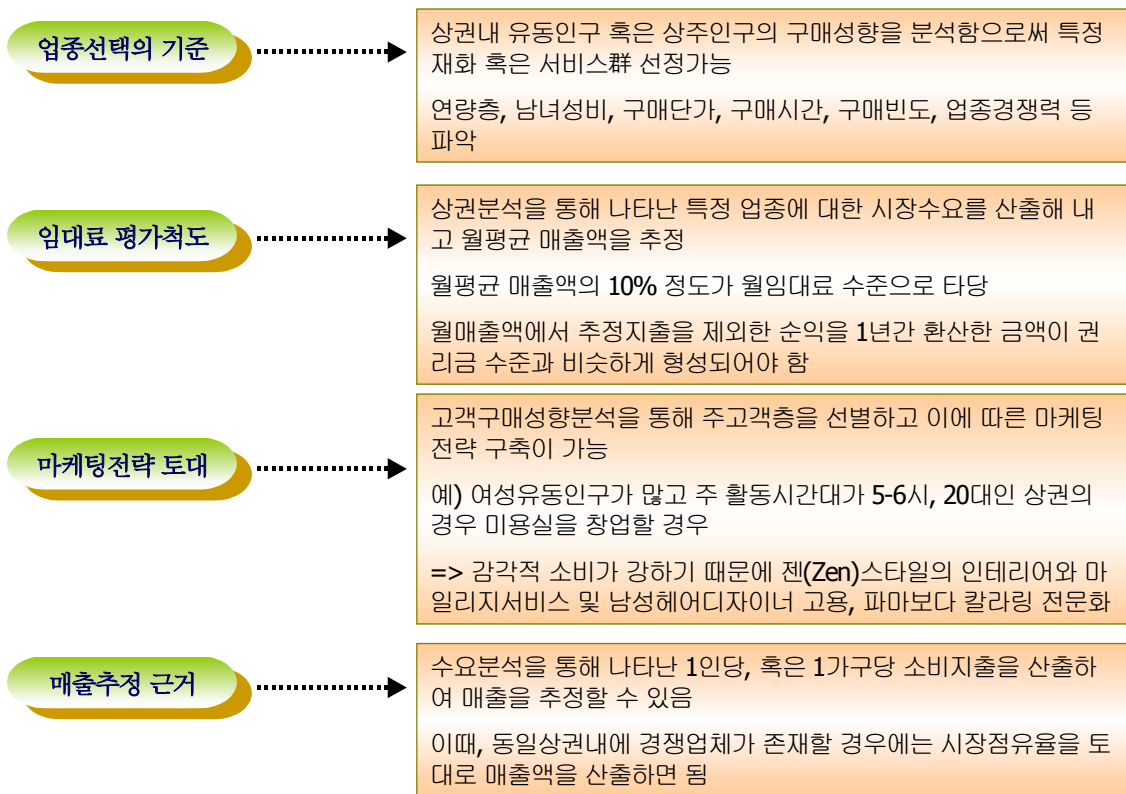 업종선택의 기준
상권내 유동인구 혹은 상주인구의 구매성향을 분석함으로써 특정
재화 혹은 서비스群 선정가능
연량층, 남녀성비, 구매단가, 구매시간, 구매빈도, 업종경쟁력 등
파악
임대료 평가척도
상권분석을 통해 나타난 특정 업종에 대한 시장수요를 산출해 내
고 월평균 매출액을 추정
월평균 매출액의 10% 정도가 월임대료 수준으로 타당
월매출액에서 추정지출을 제외한 순익을 1년간 환산한 금액이 권
리금 수준과 비슷하게 형성되어야 함
마케팅전략 토대
고객구매성향분석을 통해 주고객층을 선별하고 이에 따른 마케팅
전략 구축이 가능
예) 여성유동인구가 많고 주 활동시간대가 5-6시, 20대인 상권의
경우 미용실을 창업할 경우
=> 감각적 소비가 강하기 때문에 젠(Zen)스타일의 인테리어와 마
일리지서비스 및 남성헤어디자이너 고용, 파마보다 칼라링 전문화
매출추정 근거
수요분석을 통해 나타난 1인당, 혹은 1가구당 소비지출을 산출하
여 매출을 추정할 수 있음
이때, 동일상권내에 경쟁업체가 존재할 경우에는 시장점유율을 토
대로 매출액을 산출하면 됨